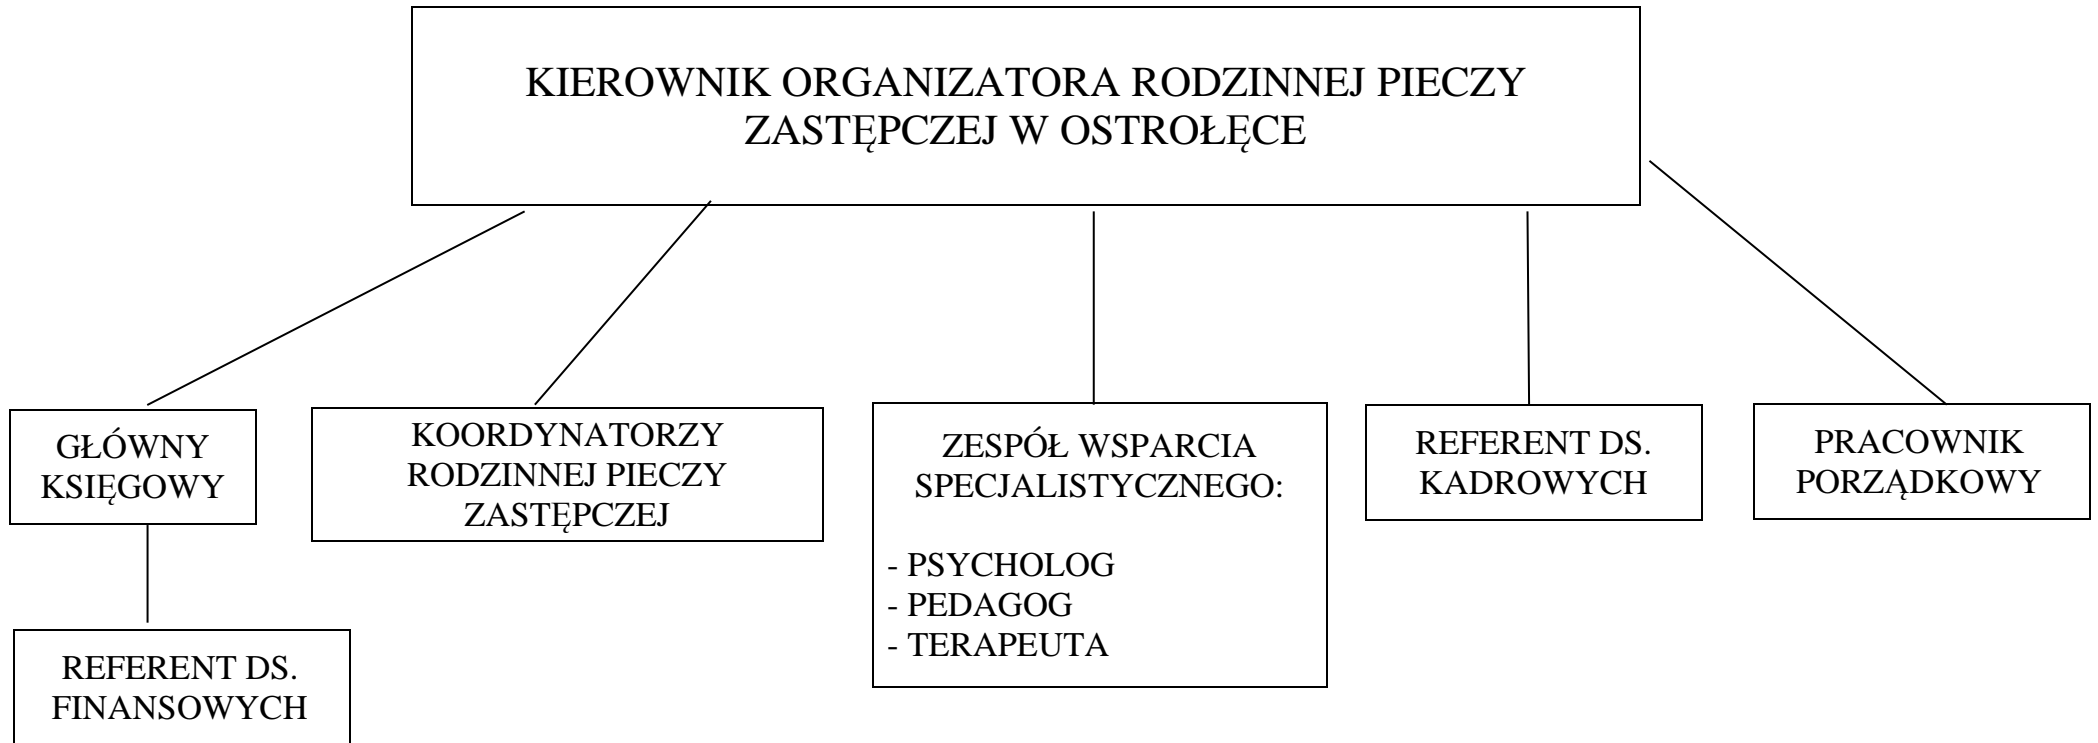 KIEROWNIK ORGANIZATORA RODZINNEJ PIECZY
ZASTĘPCZEJ W OSTROŁĘCE
GŁÓWNY
KSIĘGOWY
KOORDYNATORZY
RODZINNEJ PIECZY
ZASTĘPCZEJ
ZESPÓŁ WSPARCIA
SPECJALISTYCZNEGO:
- PSYCHOLOG
- PEDAGOG
- TERAPEUTA
REFERENT DS.
KADROWYCH
PRACOWNIK
PORZĄDKOWY
REFERENT DS.
FINANSOWYCH